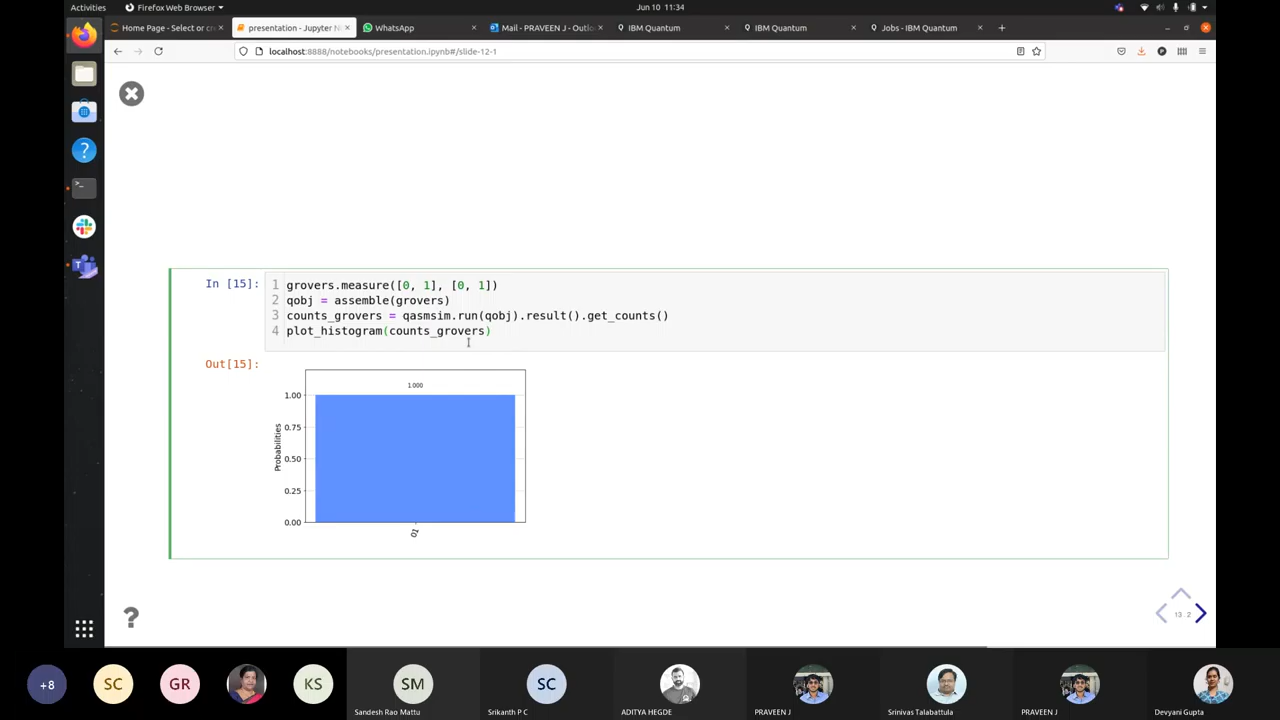 Activities
Firefox Web Browser
Jun 10 11:34
Home Page - Select or cr
presentation - Jupyter N
WhatsApp
Mail - PRAVEEN J - Outlo
IBM Quantum
IBM Quantum
Jobs - IBM Quantum
localhost:8888/notebooks/presentation.ipynb#/slide-12-1
In [15]:
1 grovers.measure([0, 1], [0, 1])
2 qobj = assemble(grovers)
3 counts_grovers = qasmsim.run(qobj).result().get_counts()
4 plot_histogram(counts_grovers)
Out[15]:
1.000
1.00
0.75
0.50
0.25
0.00
Probabilities
01
13 2
+8
SC
GR
KS
SM
SC
Sandesh Rao Mattu
Srikanth P C
ADITYA HEGDE
PRAVEEN J
Srinivas Talabattula
PRAVEEN J
Devyani Gupta